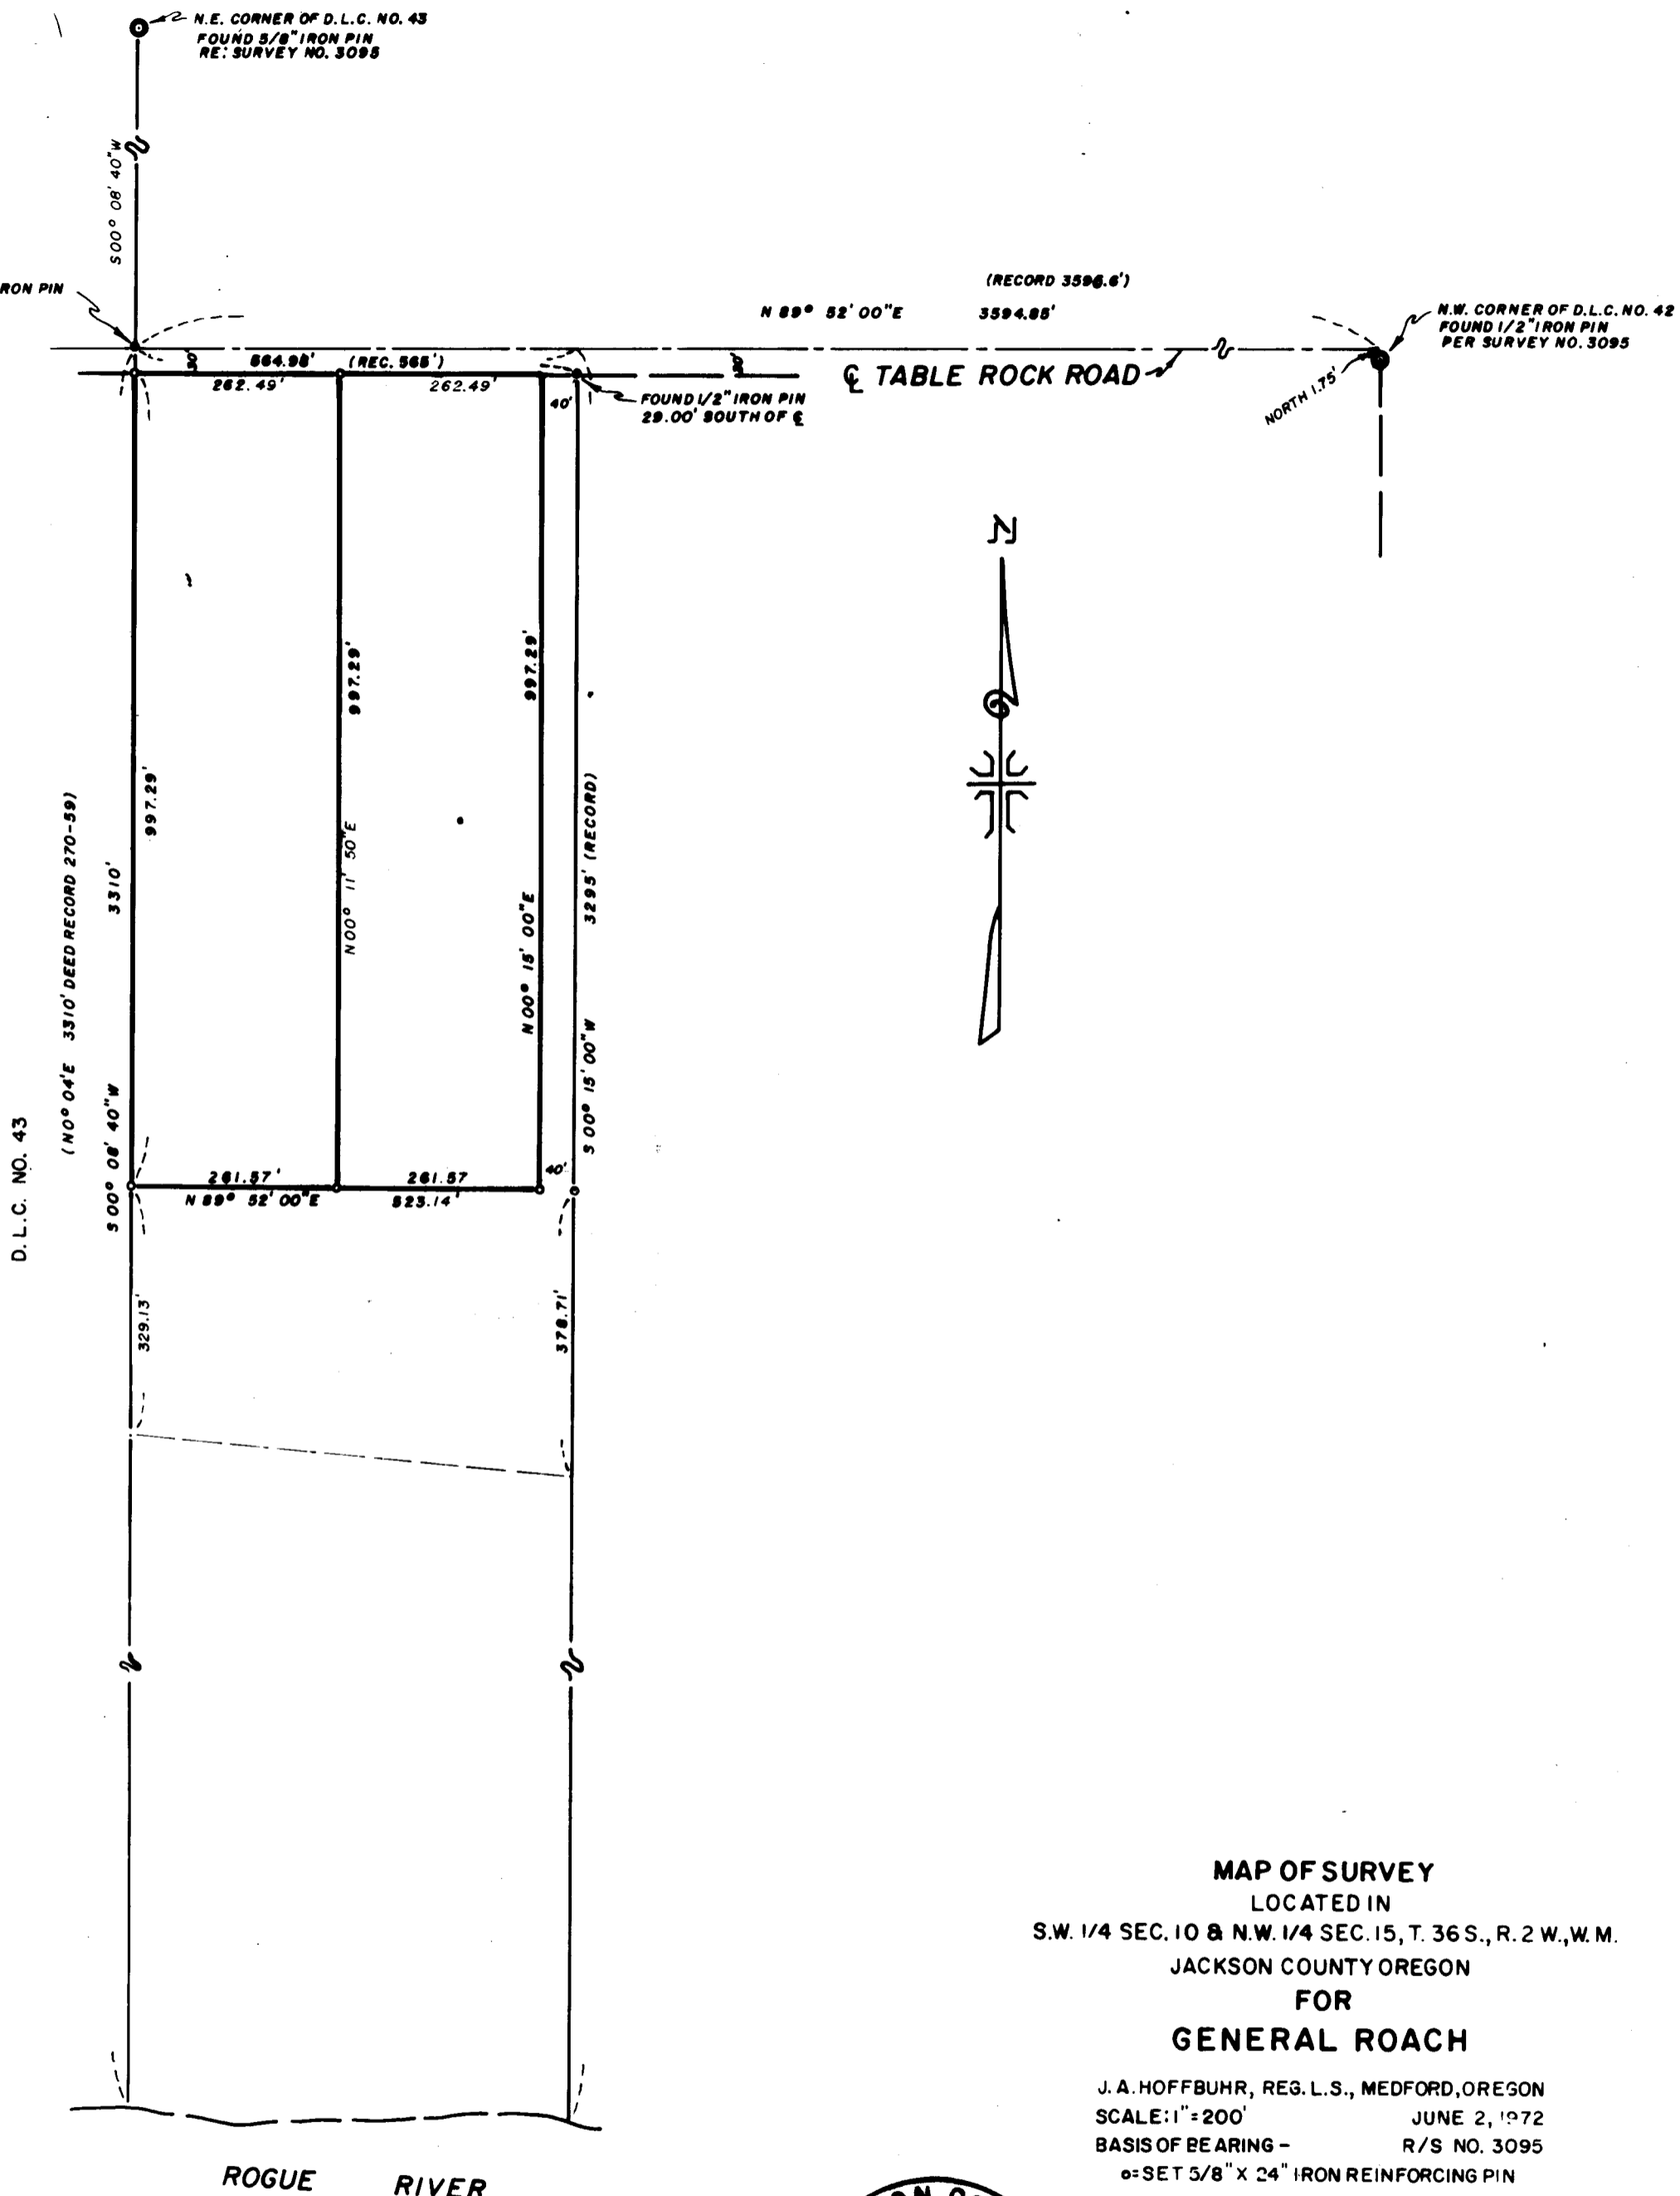 N.E. CORNER OF D.L.C. NO. 43
FOUND 5/8" IRON PIN
RE: SURVEY NO. 3095
S00° 08' 40"W
RON PIN
(RECORD 3596.6')
N 89° 52' 00"E 3594.85'
N.W. CORNER OF D.L.C. NO. 42
FOUND 1/2" IRON PIN
PER SURVEY NO. 3095
NORTH 1.75'
30'
564.98' (REC. 565')
30'
262.49' 262.49'
℄ TABLE ROCK ROAD
40'
FOUND 1/2" IRON PIN
29.00' SOUTH OF ℄
N
997.29'
997.29'
997.29'
N00° 11' 50"E
N00° 15' 00"E
3295' (RECORD)
S00° 15' 00"W
3310'
(N0° 04'E 3310' DEED RECORD 270-59)
S00° 08' 40"W
D.L.C. NO. 43
261.57' 261.57
40'
N 89° 52' 00"E 523.14'
329.13'
378.71'
MAP OF SURVEY
LOCATED IN
S.W. 1/4 SEC. 10 & N.W. 1/4 SEC. 15, T. 36 S., R. 2 W., W. M.
JACKSON COUNTY OREGON
FOR
GENERAL ROACH
J. A. HOFFBUHR, REG. L.S., MEDFORD, OREGON
SCALE: 1"=200' JUNE 2, 1972
BASIS OF BEARING - R/S NO. 3095
o=SET 5/8" X 24" IRON REINFORCING PIN
ROGUE RIVER